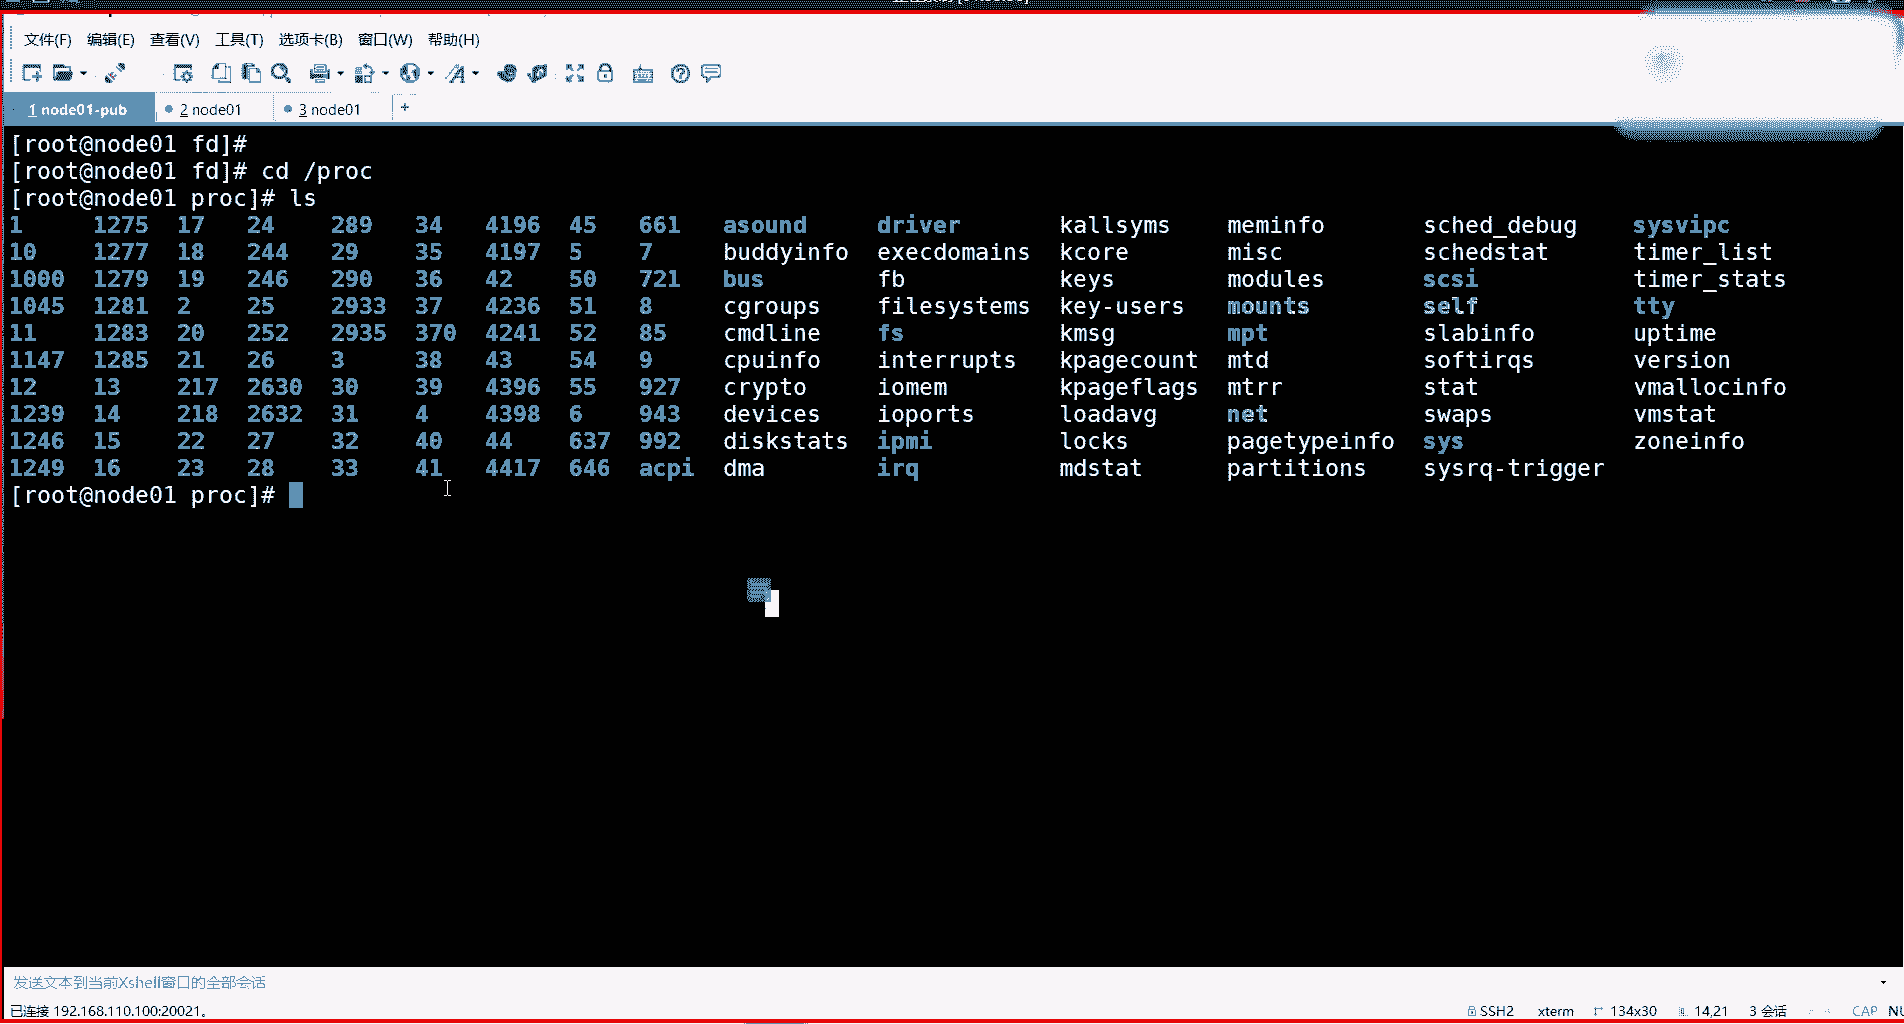 文件(F) 编辑(E) 查看(V) 工具(T) 选项卡(B) 窗口(W) 帮助(H)
1 node01-pub 2 node01 3 node01 +
[root@node01 fd]#
[root@node01 fd]# cd /proc
[root@node01 proc]# ls
1 1275 17 24 289 34 4196 45 661 asound driver kallsyms meminfo sched_debug sysvipc
10 1277 18 244 29 35 4197 5 7 buddyinfo execdomains kcore misc schedstat timer_list
1000 1279 19 246 290 36 42 50 721 bus fb keys modules scsi timer_stats
1045 1281 2 25 2933 37 4236 51 8 cgroups filesystems key-users mounts self tty
11 1283 20 252 2935 370 4241 52 85 cmdline fs kmsg mpt slabinfo uptime
1147 1285 21 26 3 38 43 54 9 cpuinfo interrupts kpagecount mtd softirqs version
12 13 217 2630 30 39 4396 55 927 crypto iomem kpageflags mtrr stat vmallocinfo
1239 14 218 2632 31 4 4398 6 943 devices ioports loadavg net swaps vmstat
1246 15 22 27 32 40 44 637 992 diskstats ipmi locks pagetypeinfo sys zoneinfo
1249 16 23 28 33 41 4417 646 acpi dma irq mdstat partitions sysrq-trigger
[root@node01 proc]#
发送文本到当前Xshell窗口的全部会话
已连接 192.168.110.100:20021。 SSH2 xterm 134x30 14,21 3 会话 CAP